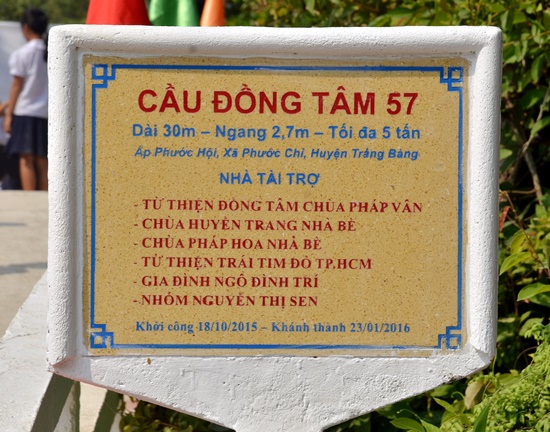 CẦU ĐỒNG TÂM 57
Dài 30m – Ngang 2,7m – Tối đa 5 tấn
Ấp Phước Hội, Xã Phước Chỉ, Huyện Trảng Bàng
NHÀ TÀI TRỢ
- TỪ THIỆN ĐỒNG TÂM CHÙA PHÁP VÂN
- CHÙA HUYỀN TRANG NHÀ BÈ
- CHÙA PHÁP HOA NHÀ BÈ
- TỪ THIỆN TRÁI TIM ĐỎ TP.HCM
- GIA ĐÌNH NGÔ ĐÌNH TRÍ
- NHÓM NGUYỄN THỊ SEN
Khởi công 18/10/2015 – Khánh thành 23/01/2016